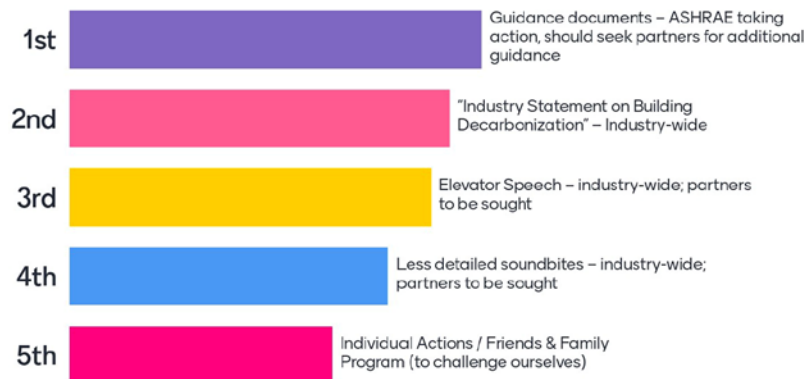 1st
Guidance documents – ASHRAE taking
action, should seek partners for additional
guidance
2nd
"Industry Statement on Building
Decarbonization" – Industry-wide
3rd
Elevator Speech – industry-wide; partners
to be sought
4th
Less detailed soundbites – industry-wide;
partners to be sought
5th
Individual Actions / Friends & Family
Program (to challenge ourselves)